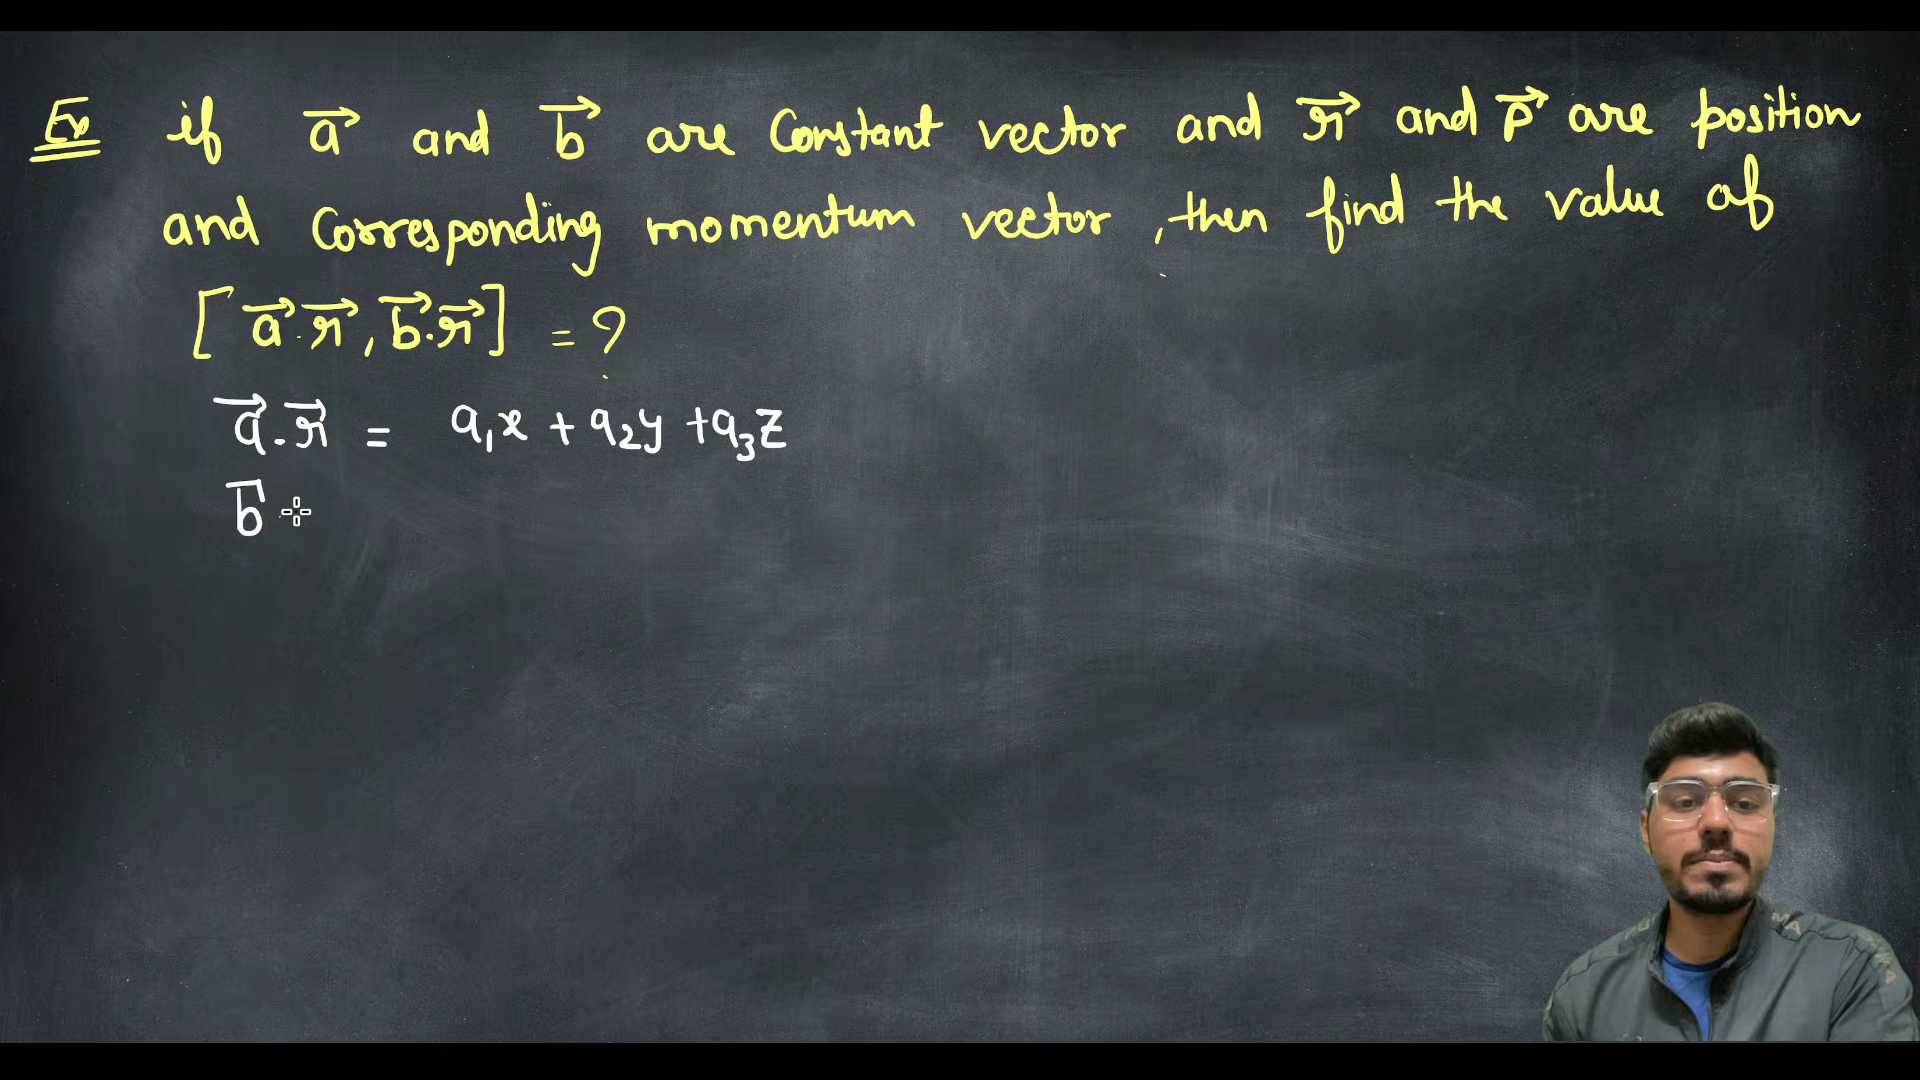 Ex if a⃗ and b⃗ are constant vector and r⃗ and p⃗ are position
and corresponding momentum vector, then find the value of
[a⃗.r⃗, b⃗.r⃗] = ?
a⃗.r⃗ = a₁x + a₂y + a₃z
b⃗